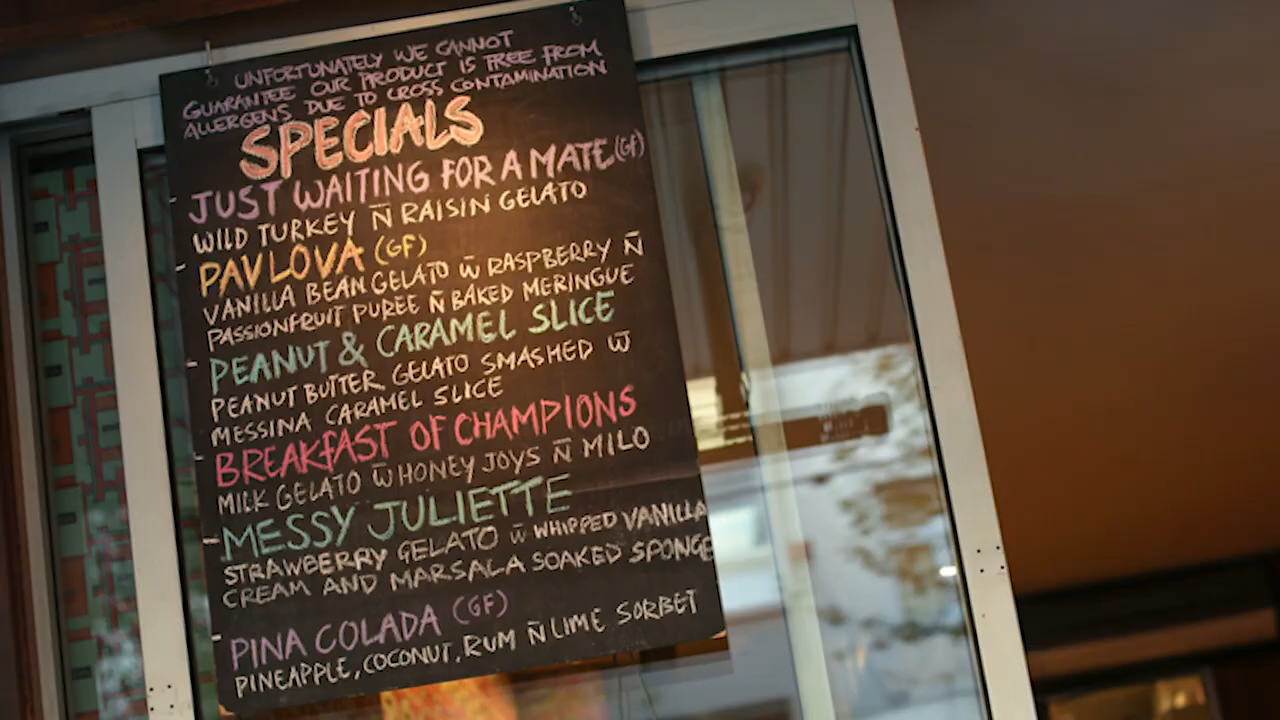 UNFORTUNATELY WE CANNOT
GUARANTEE OUR PRODUCT IS FREE FROM
ALLERGENS DUE TO CROSS CONTAMINATION
SPECIALS
JUST WAITING FOR A MATE (GF)
WILD TURKEY N̄ RAISIN GELATO
PAVLOVA (GF)
VANILLA BEAN GELATO W̄ RASPBERRY N̄
PASSIONFRUIT PUREE N̄ BAKED MERINGUE
PEANUT & CARAMEL SLICE
PEANUT BUTTER GELATO SMASHED W̄
MESSINA CARAMEL SLICE
BREAKFAST OF CHAMPIONS
MILK GELATO W̄ HONEY JOYS N̄ MILO
MESSY JULIETTE
STRAWBERRY GELATO W̄ WHIPPED VANILLA
CREAM AND MARSALA SOAKED SPONGE
PINA COLADA (GF)
PINEAPPLE, COCONUT, RUM N̄ LIME SORBET